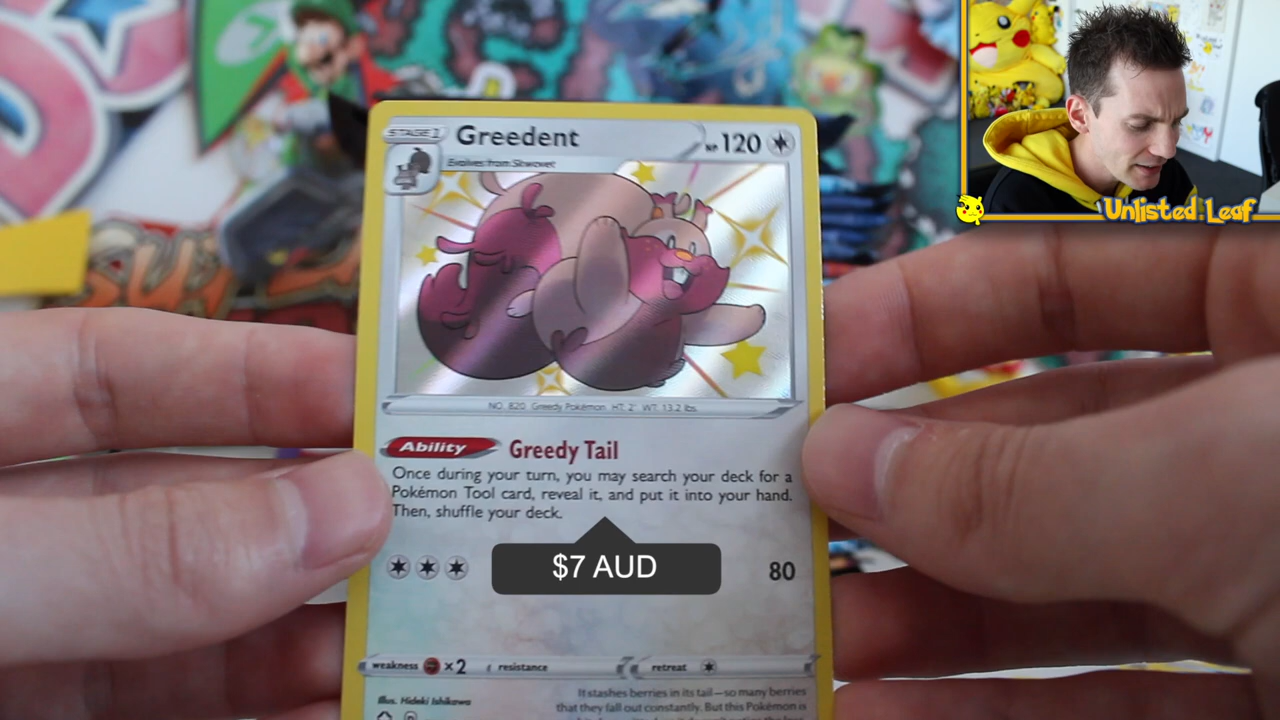 STAGE 1
Greedent
HP 120
Evolves from Skwovet
Unlisted Leaf
NO. 820 Greedy Pokémon HT: 2' WT: 13.2 lbs.
Ability Greedy Tail
Once during your turn, you may search your deck for a
Pokémon Tool card, reveal it, and put it into your hand.
Then, shuffle your deck.
$7 AUD
80
weakness ×2 resistance retreat
Illus. Hideki Ishikawa
It stashes berries in its tail—so many berries
that they fall out constantly. But this Pokémon is